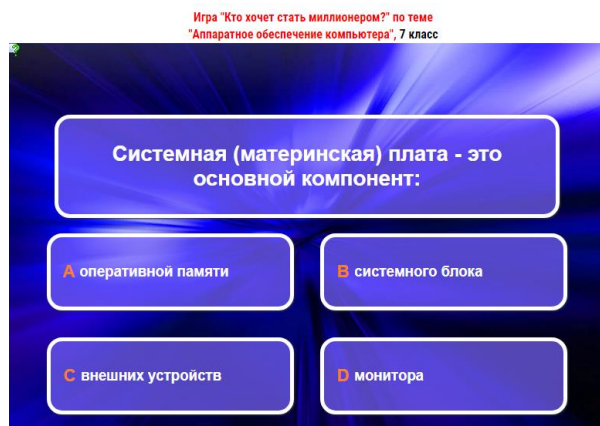 Игра "Кто хочет стать миллионером?" по теме
"Аппаратное обеспечение компьютера", 7 класс
Системная (материнская) плата - это
основной компонент:
A оперативной памяти
B системного блока
C внешних устройств
D монитора